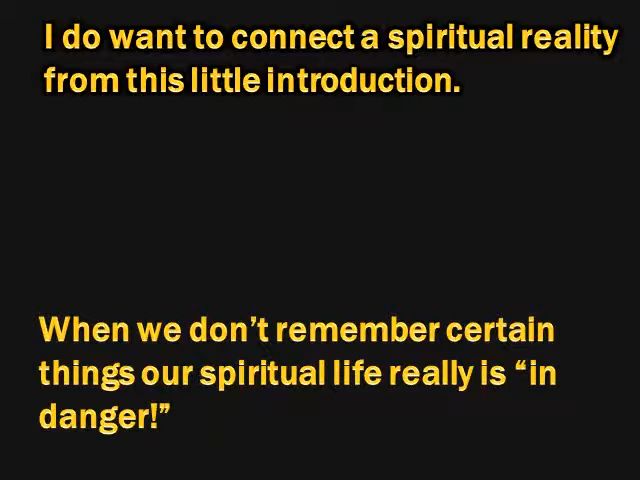 I do want to connect a spiritual reality
from this little introduction.
When we don’t remember certain
things our spiritual life really is “in
danger!”